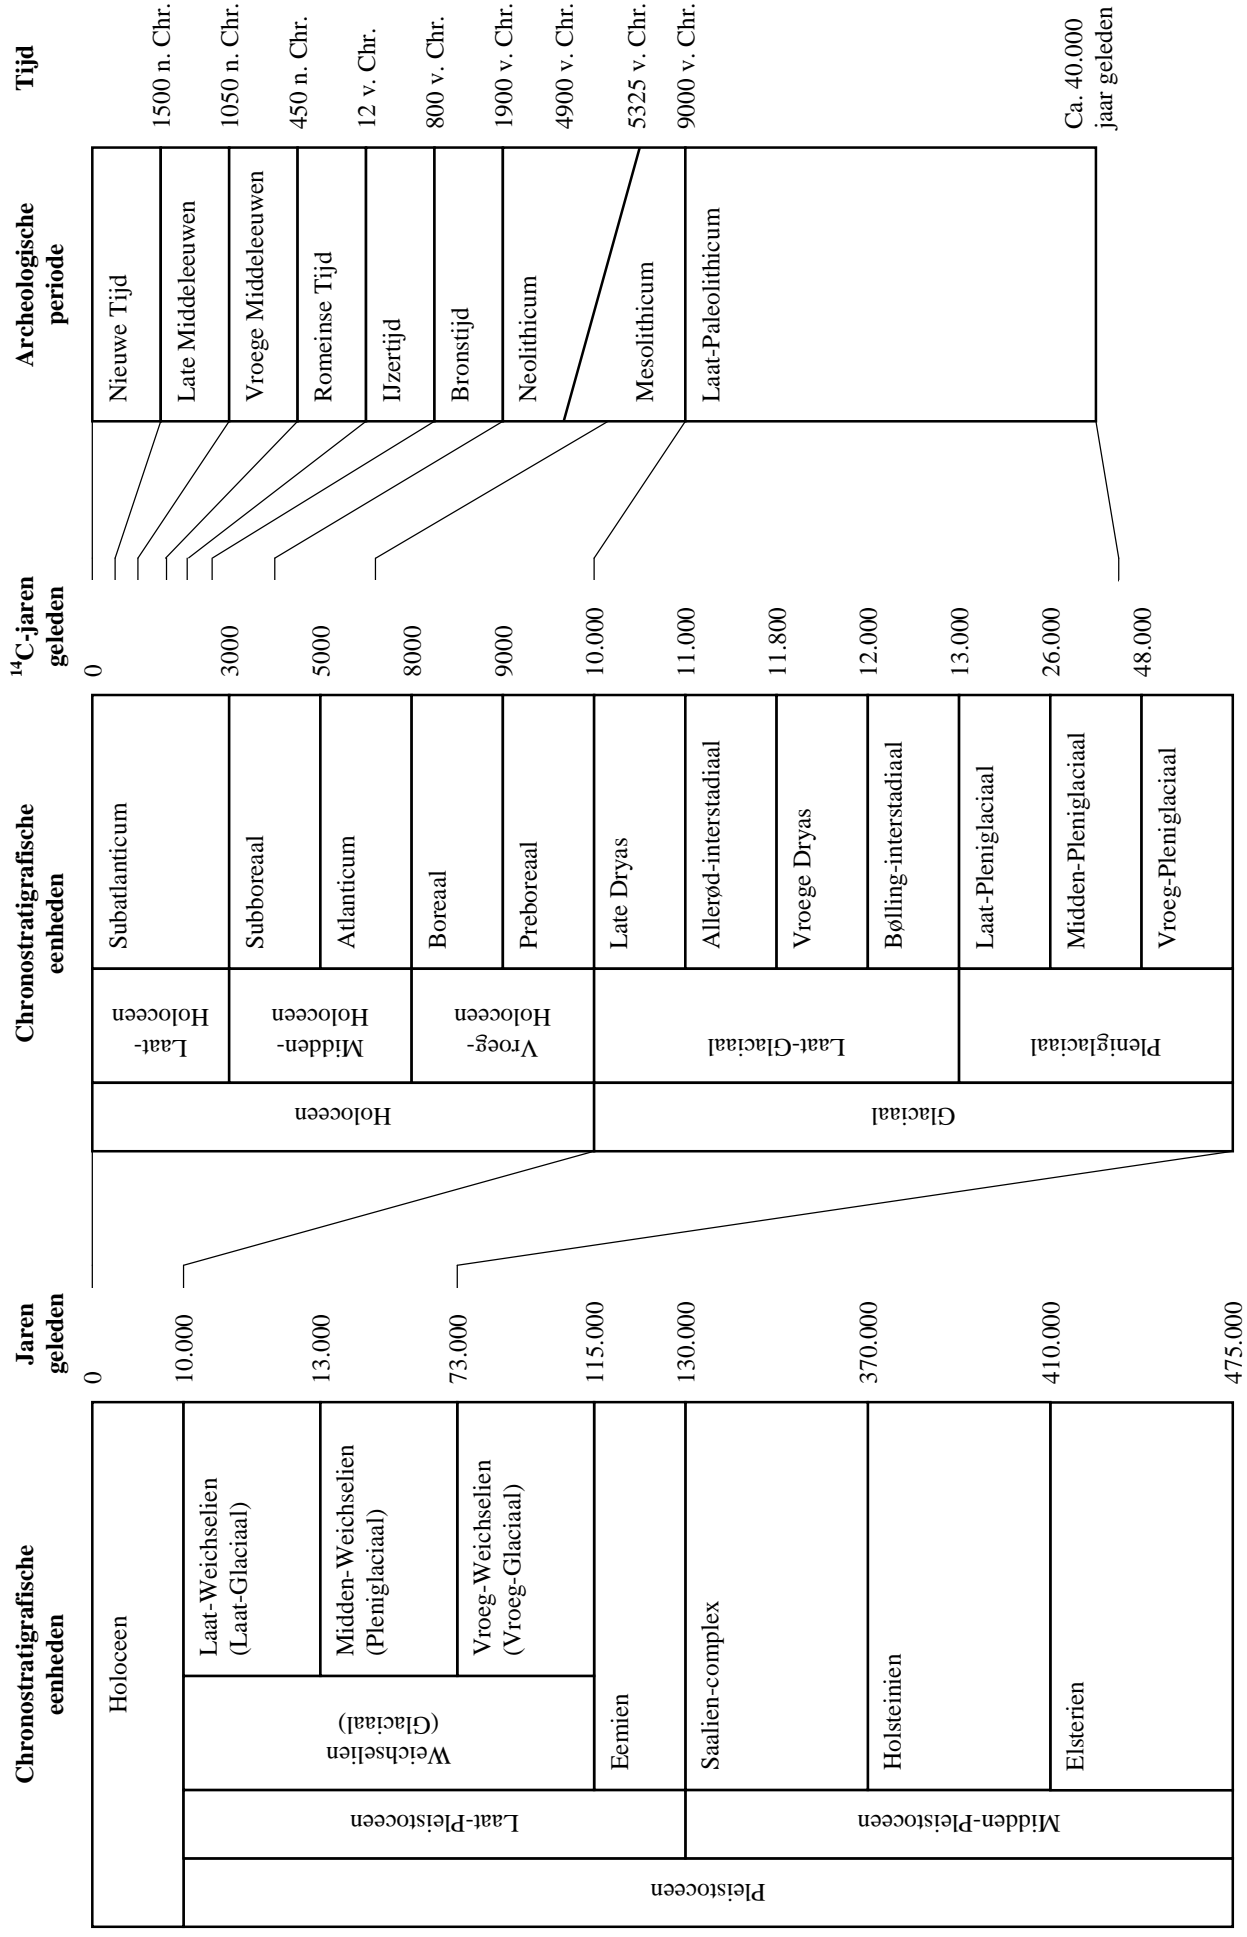 Chronostratigrafische
eenheden
Jaren
geleden
Chronostratigrafische
eenheden
14C-jaren
geleden
Archeologische
periode
Tijd
Holoceen
Pleistoceen
Laat-Pleistoceen
Midden-Pleistoceen
Weichselien
(Glaciaal)
Laat-Weichselien
(Laat-Glaciaal)
Midden-Weichselien
(Pleniglaciaal)
Vroeg-Weichselien
(Vroeg-Glaciaal)
Eemien
Saalien-complex
Holsteinien
Elsterien
0
10.000
13.000
73.000
115.000
130.000
370.000
410.000
475.000
Holoceen
Glaciaal
Laat-
Holoceen
Midden-
Holoceen
Vroeg-
Holoceen
Laat-Glaciaal
Pleniglaciaal
Subatlanticum
Subboreaal
Atlanticum
Boreaal
Preboreaal
Late Dryas
Allerød-interstadiaal
Vroege Dryas
Bølling-interstadiaal
Laat-Pleniglaciaal
Midden-Pleniglaciaal
Vroeg-Pleniglaciaal
0
3000
5000
8000
9000
10.000
11.000
11.800
12.000
13.000
26.000
48.000
Nieuwe Tijd
Late Middeleeuwen
Vroege Middeleeuwen
Romeinse Tijd
IJzertijd
Bronstijd
Neolithicum
Mesolithicum
Laat-Paleolithicum
1500 n. Chr.
1050 n. Chr.
450 n. Chr.
12 v. Chr.
800 v. Chr.
1900 v. Chr.
4900 v. Chr.
5325 v. Chr.
9000 v. Chr.
Ca. 40.000
jaar geleden